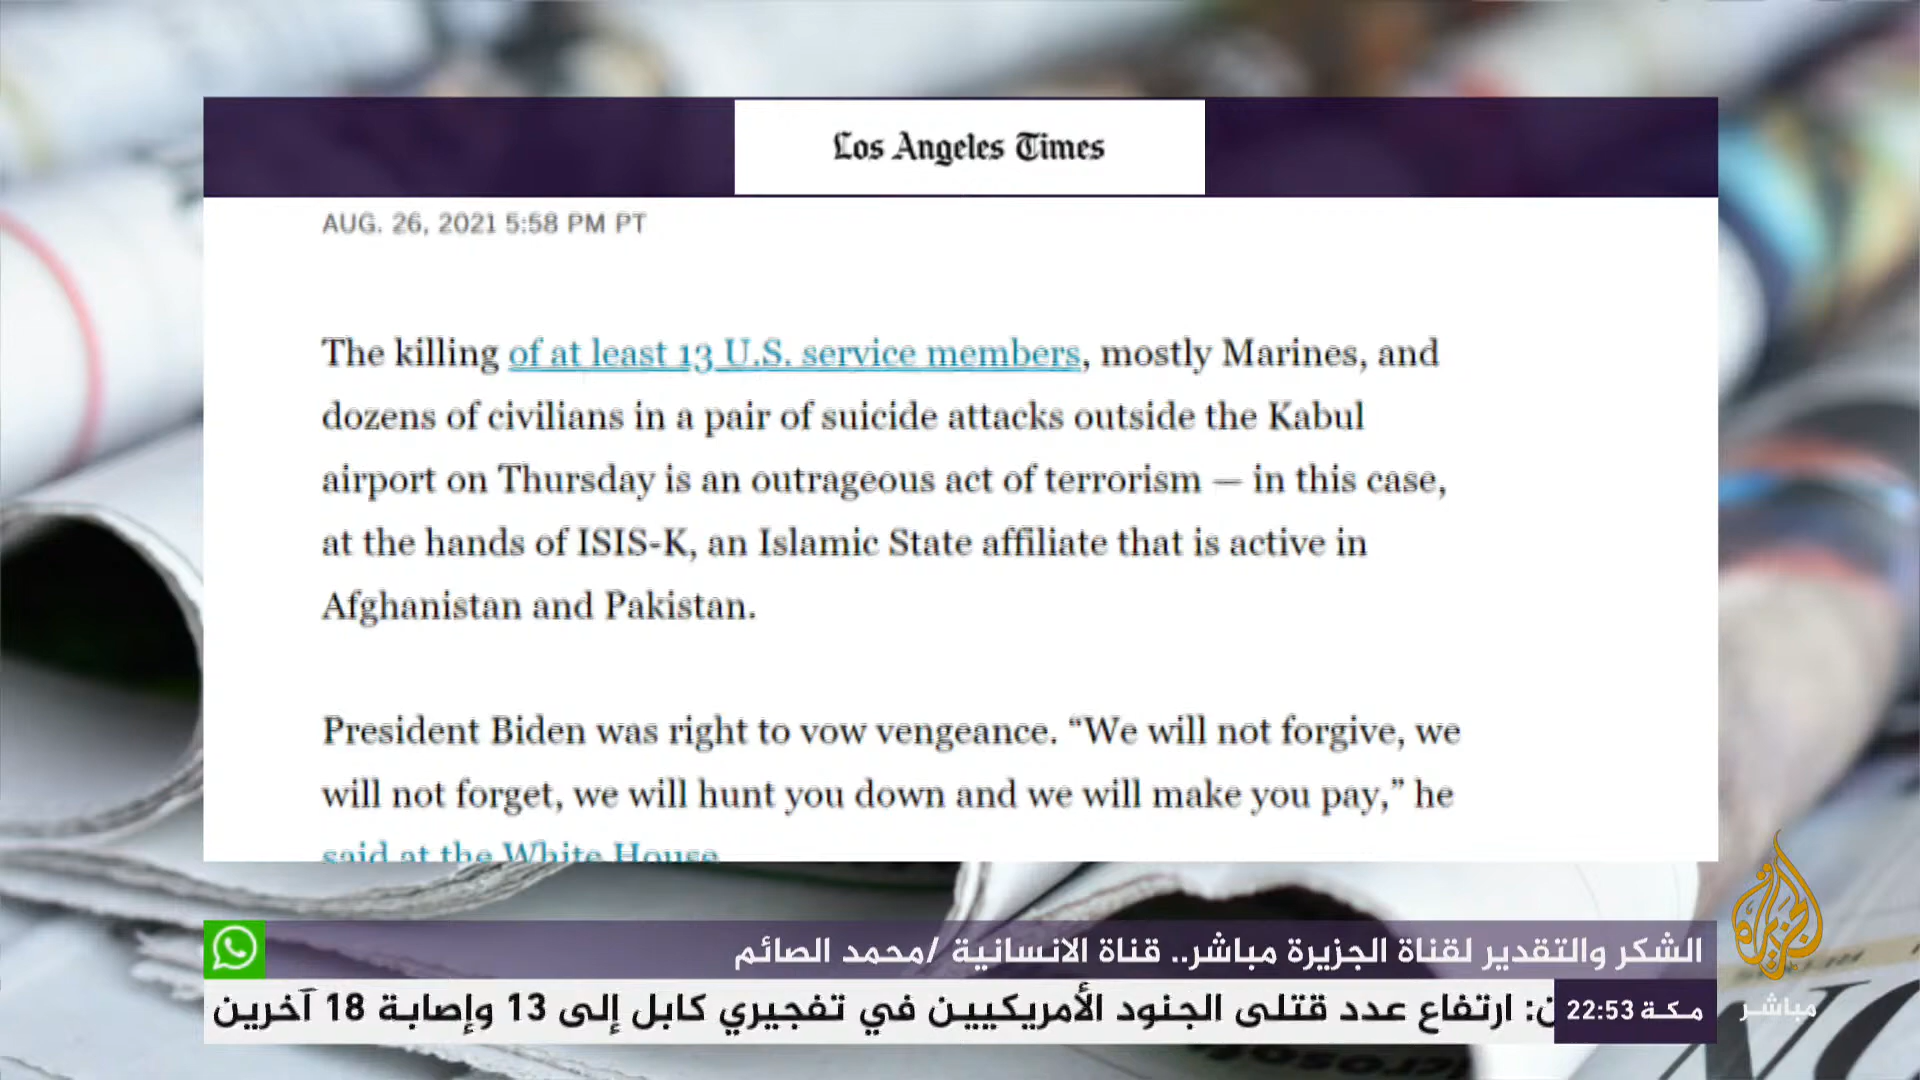 Los Angeles Times
AUG. 26, 2021 5:58 PM PT
The killing of at least 13 U.S. service members, mostly Marines, and
dozens of civilians in a pair of suicide attacks outside the Kabul
airport on Thursday is an outrageous act of terrorism — in this case,
at the hands of ISIS-K, an Islamic State affiliate that is active in
Afghanistan and Pakistan.
President Biden was right to vow vengeance. “We will not forgive, we
will not forget, we will hunt you down and we will make you pay,” he
said at the White House
الشكر والتقدير لقناة الجزيرة مباشر.. قناة الانسانية /محمد الصائم
مكة 22:53
ن: ارتفاع عدد قتلى الجنود الأمريكيين في تفجيري كابل إلى 13 وإصابة 18 آخرين
الجزيرة
مباشر